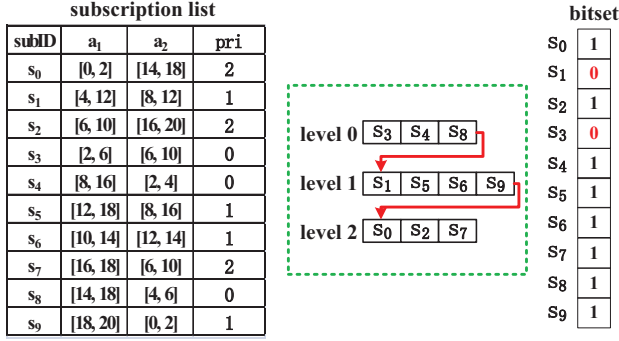 subscription list
subID a1 a2 pri
s0 [0, 2] [14, 18] 2
s1 [4, 12] [8, 12] 1
s2 [6, 10] [16, 20] 2
s3 [2, 6] [6, 10] 0
s4 [8, 16] [2, 4] 0
s5 [12, 18] [8, 16] 1
s6 [10, 14] [12, 14] 1
s7 [16, 18] [6, 10] 2
s8 [14, 18] [4, 6] 0
s9 [18, 20] [0, 2] 1
level 0 S3 S4 S8
level 1 S1 S5 S6 S9
level 2 S0 S2 S7
bitset
S0 1
S1 0
S2 1
S3 0
S4 1
S5 1
S6 1
S7 1
S8 1
S9 1